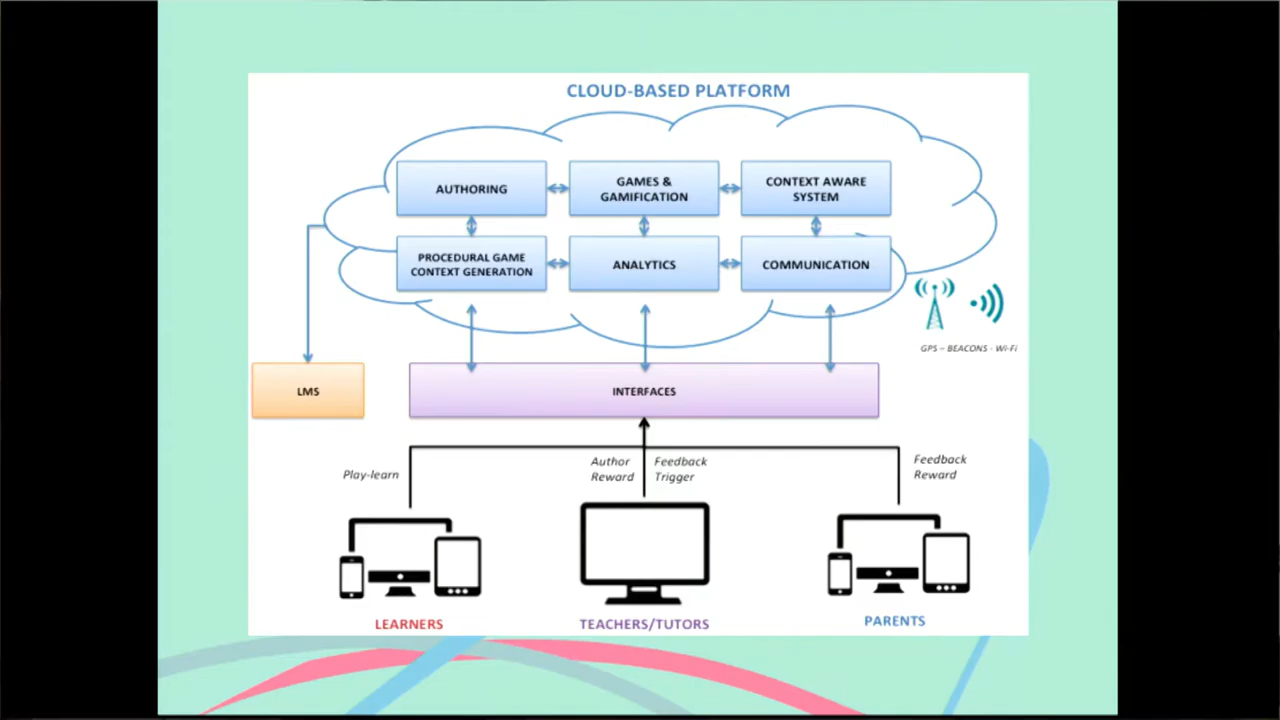 CLOUD-BASED PLATFORM
AUTHORING
GAMES &
GAMIFICATION
CONTEXT AWARE
SYSTEM
PROCEDURAL GAME
CONTEXT GENERATION
ANALYTICS
COMMUNICATION
GPS – BEACONS - Wi-Fi
LMS
INTERFACES
Play-learn
Author
Reward
Feedback
Trigger
Feedback
Reward
LEARNERS
TEACHERS/TUTORS
PARENTS